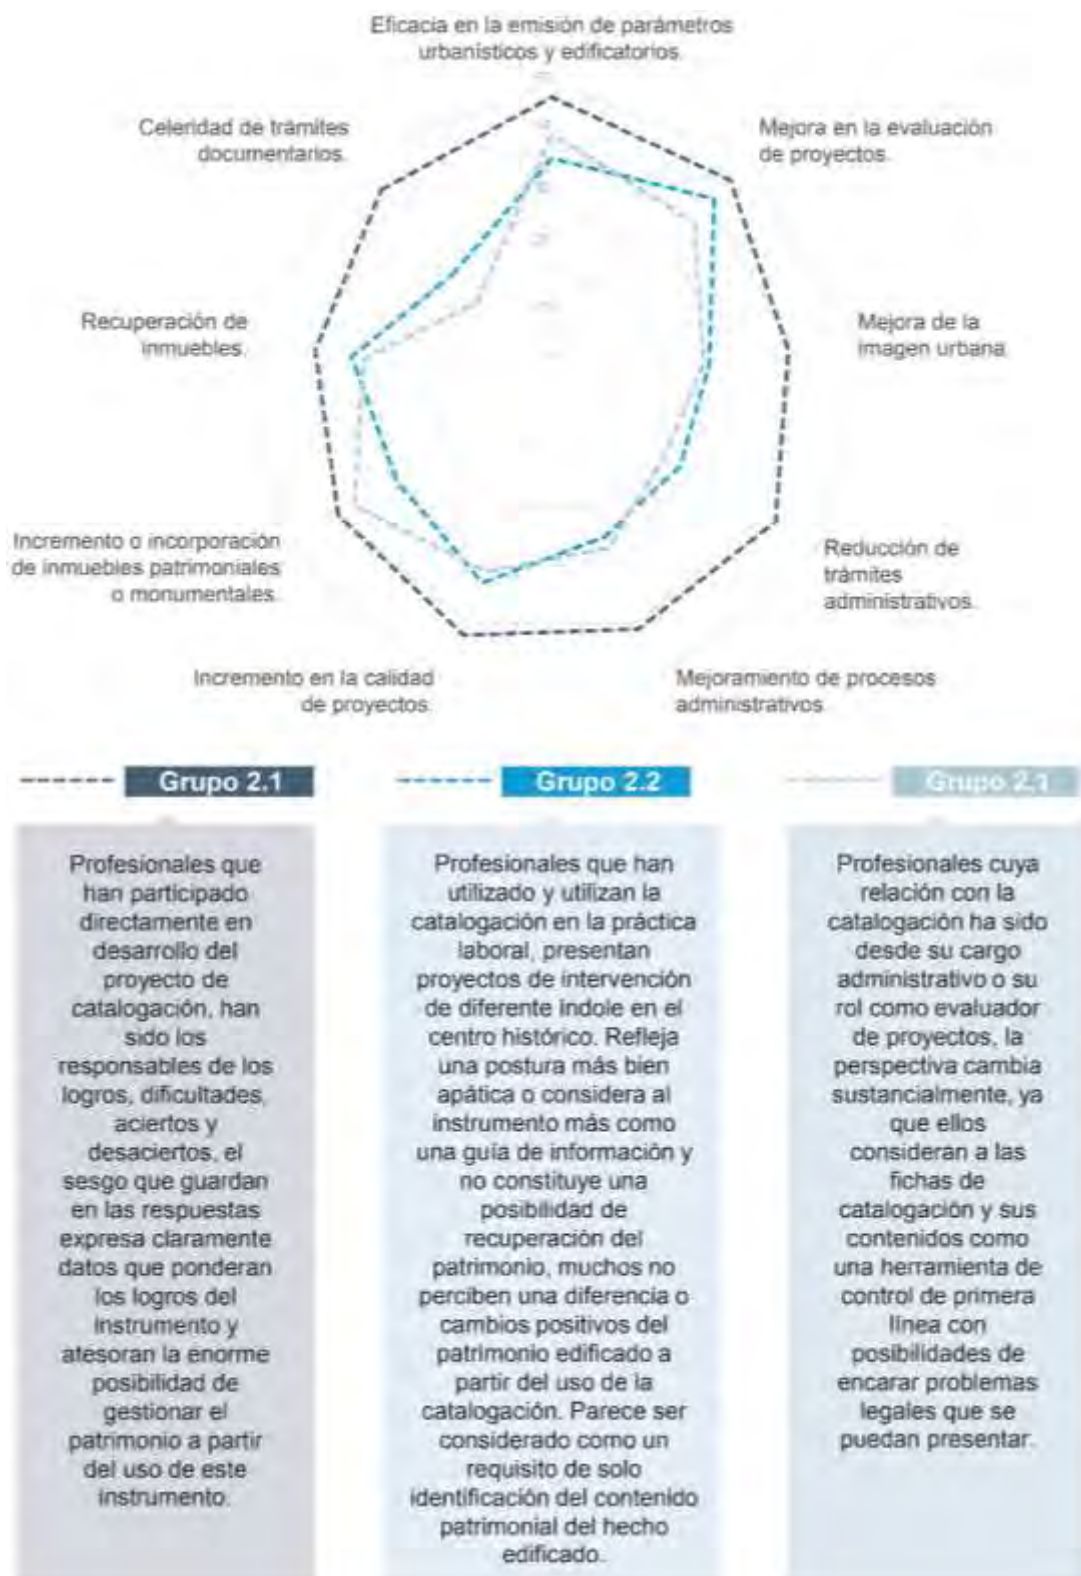 Eficacia en la emisión de parámetros
urbanísticos y edificatorios.
Celeridad de trámites
documentarios.
Mejora en la evaluación
de proyectos.
Recuperación de
inmuebles.
Mejora de la
imagen urbana.
Incremento o incorporación
de inmuebles patrimoniales
o monumentales.
Reducción de
trámites
administrativos.
Incremento en la calidad
de proyectos.
Mejoramiento de procesos
administrativos.
Grupo 2.1
Profesionales que
han participado
directamente en
desarrollo del
proyecto de
catalogación, han
sido los
responsables de los
logros, dificultades,
aciertos y
desaciertos, el
sesgo que guardan
en las respuestas
expresa claramente
datos que ponderan
los logros del
instrumento y
atesoran la enorme
posibilidad de
gestionar el
patrimonio a partir
del uso de este
instrumento.
Grupo 2.2
Profesionales que han
utilizado y utilizan la
catalogación en la práctica
laboral, presentan
proyectos de intervención
de diferente índole en el
centro histórico. Refleja
una postura más bien
apática o considera al
instrumento más como
una guía de información y
no constituye una
posibilidad de
recuperación del
patrimonio, muchos no
perciben una diferencia o
cambios positivos del
patrimonio edificado a
partir del uso de la
catalogación. Parece ser
considerado como un
requisito de solo
identificación del contenido
patrimonial del hecho
edificado.
Grupo 2.1
Profesionales cuya
relación con la
catalogación ha sido
desde su cargo
administrativo o su
rol como evaluador
de proyectos, la
perspectiva cambia
sustancialmente, ya
que ellos
consideran a las
fichas de
catalogación y sus
contenidos como
una herramienta de
control de primera
línea con
posibilidades de
encarar problemas
legales que se
puedan presentar.